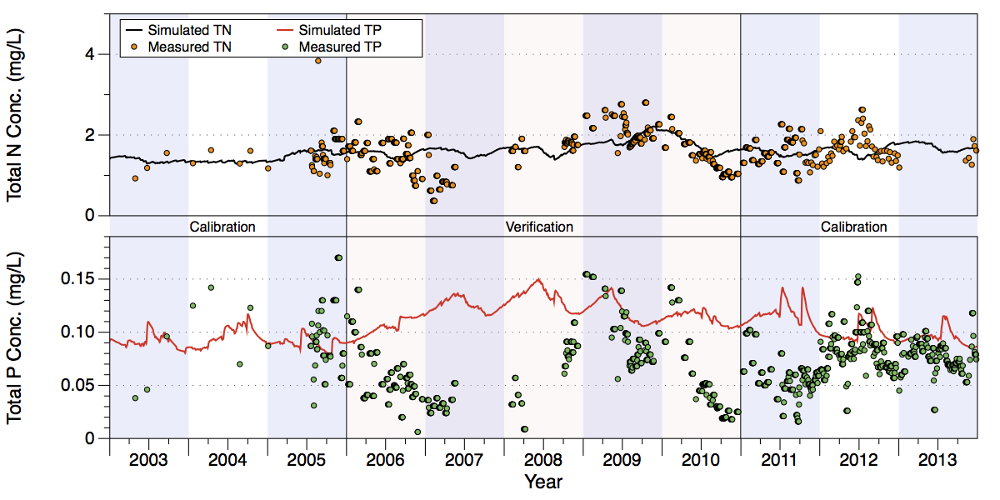 Total N Conc. (mg/L)
Simulated TN
Simulated TP
Measured TN
Measured TP
4
2
0
Calibration
Verification
Calibration
Total P Conc. (mg/L)
0.15
0.10
0.05
0
2003 2004 2005 2006 2007 2008 2009 2010 2011 2012 2013
Year